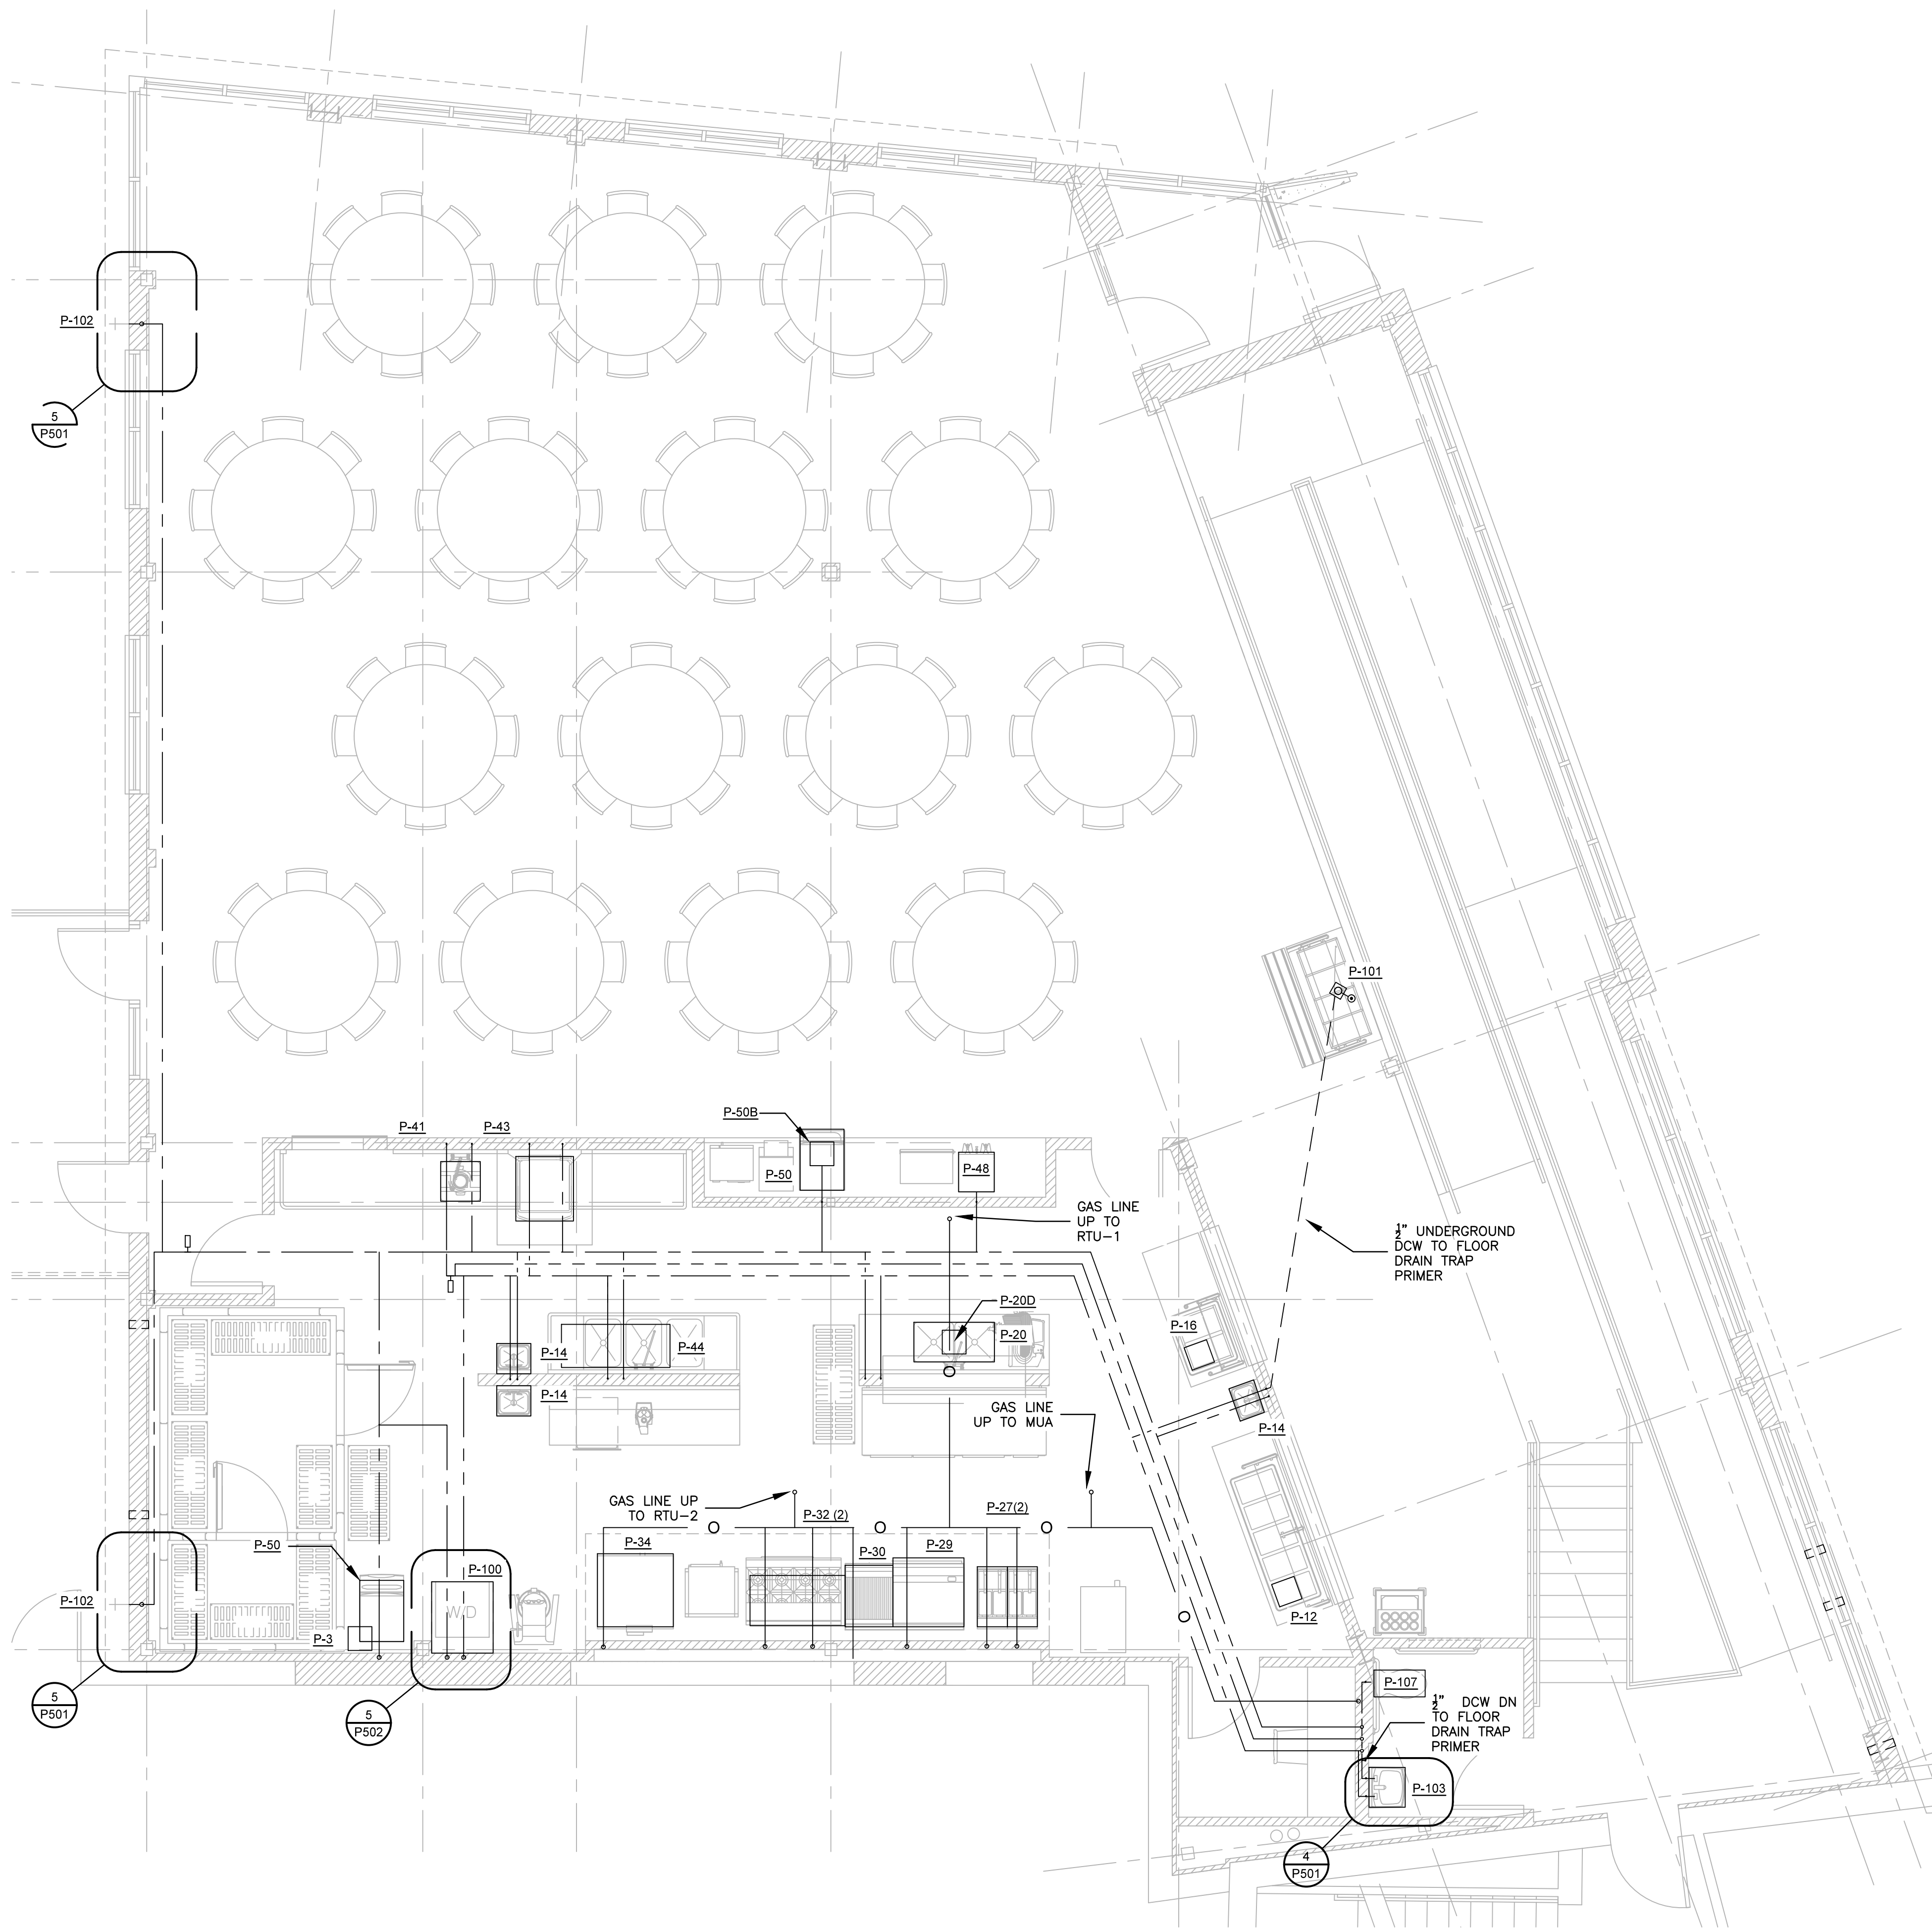 P-102
5
P501
P-101
P-50B
P-41
P-43
P-50
P-48
GAS LINE
UP TO
RTU-1
½" UNDERGROUND
DCW TO FLOOR
DRAIN TRAP
PRIMER
P-20D
P-16
P-20
P-44
P-14
P-14
GAS LINE
UP TO MUA
P-14
GAS LINE UP
TO RTU-2
P-32 (2)
P-27(2)
P-34
P-50
P-30
P-29
P-100
P-102
W/D
P-12
P-3
P-107
5
P501
5
P502
½" DCW DN
TO FLOOR
DRAIN TRAP
PRIMER
P-103
4
P501